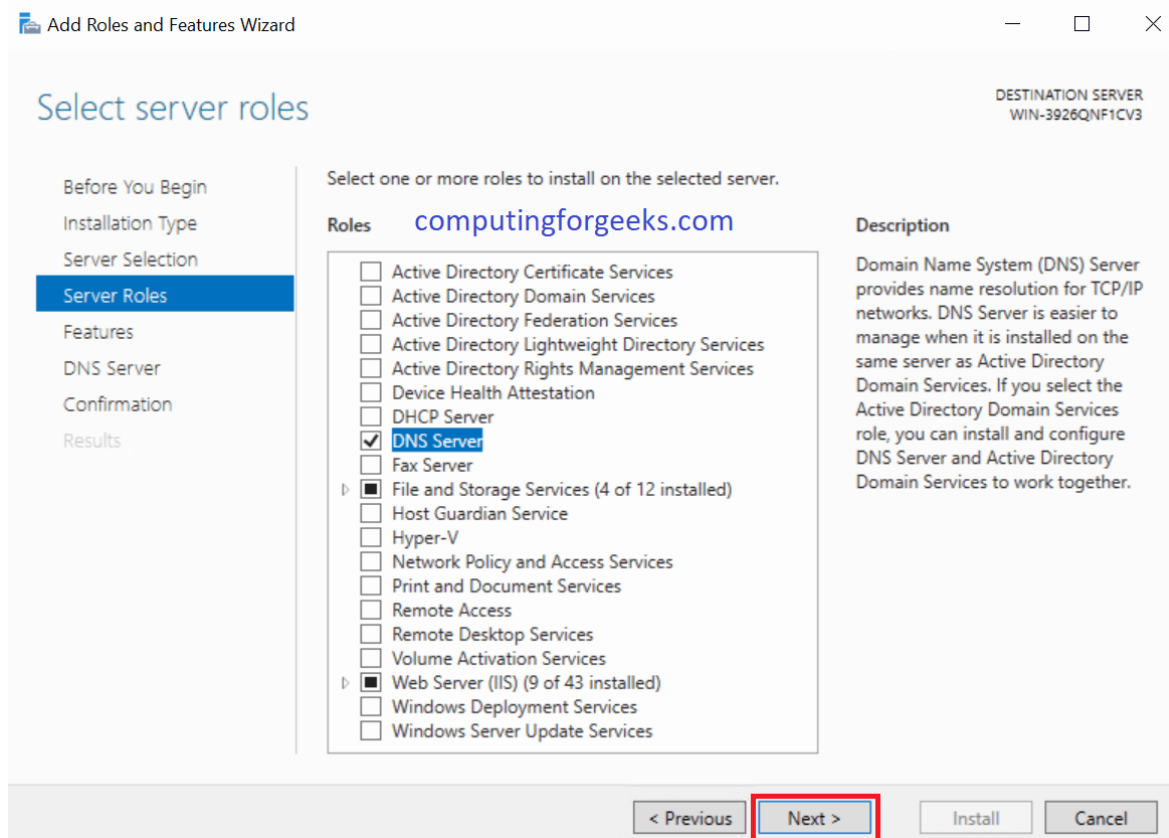 Add Roles and Features Wizard
Select server roles
DESTINATION SERVER
WIN-3926QNF1CV3
Before You Begin
Installation Type
Server Selection
Server Roles
Features
DNS Server
Confirmation
Results
Select one or more roles to install on the selected server.
Roles
computingforgeeks.com
Active Directory Certificate Services
Active Directory Domain Services
Active Directory Federation Services
Active Directory Lightweight Directory Services
Active Directory Rights Management Services
Device Health Attestation
DHCP Server
DNS Server
Fax Server
File and Storage Services (4 of 12 installed)
Host Guardian Service
Hyper-V
Network Policy and Access Services
Print and Document Services
Remote Access
Remote Desktop Services
Volume Activation Services
Web Server (IIS) (9 of 43 installed)
Windows Deployment Services
Windows Server Update Services
Description
Domain Name System (DNS) Server
provides name resolution for TCP/IP
networks. DNS Server is easier to
manage when it is installed on the
same server as Active Directory
Domain Services. If you select the
Active Directory Domain Services
role, you can install and configure
DNS Server and Active Directory
Domain Services to work together.
< Previous
Next >
Install
Cancel